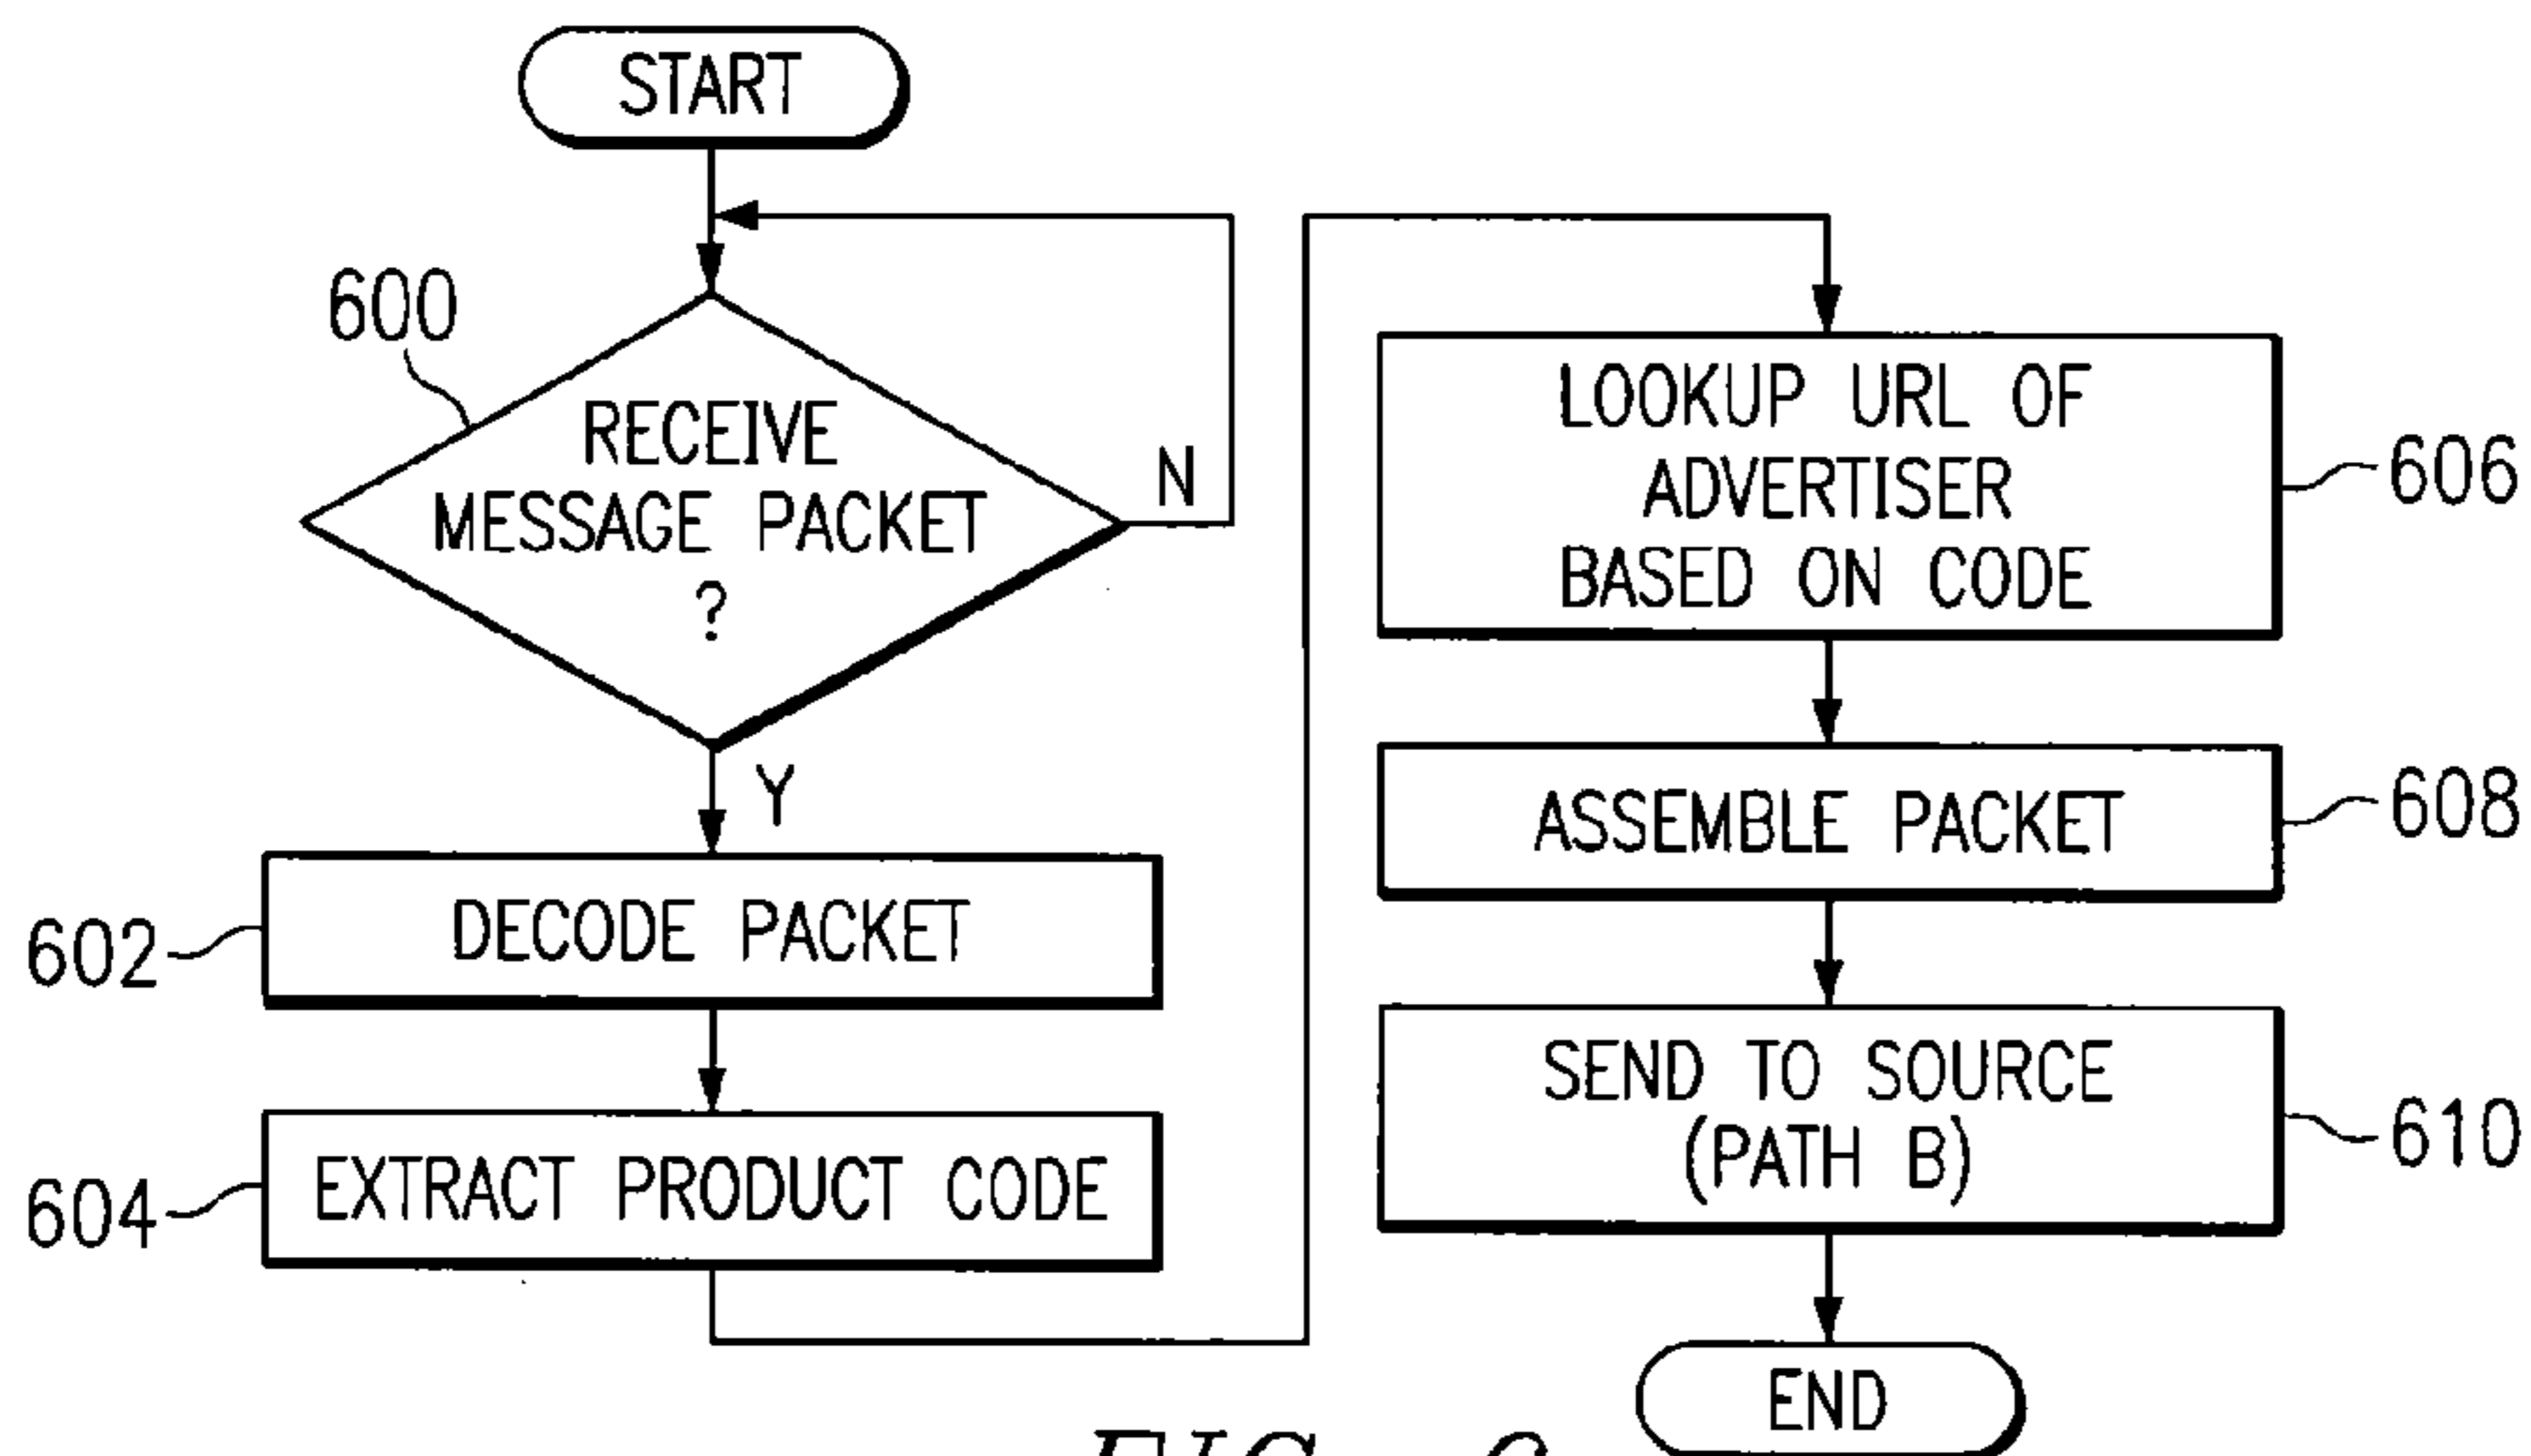 START
600
RECEIVE
MESSAGE PACKET
?
N
Y
602
DECODE PACKET
604
EXTRACT PRODUCT CODE
LOOKUP URL OF
ADVERTISER
BASED ON CODE
606
ASSEMBLE PACKET
608
SEND TO SOURCE
(PATH B)
610
END
FIG.